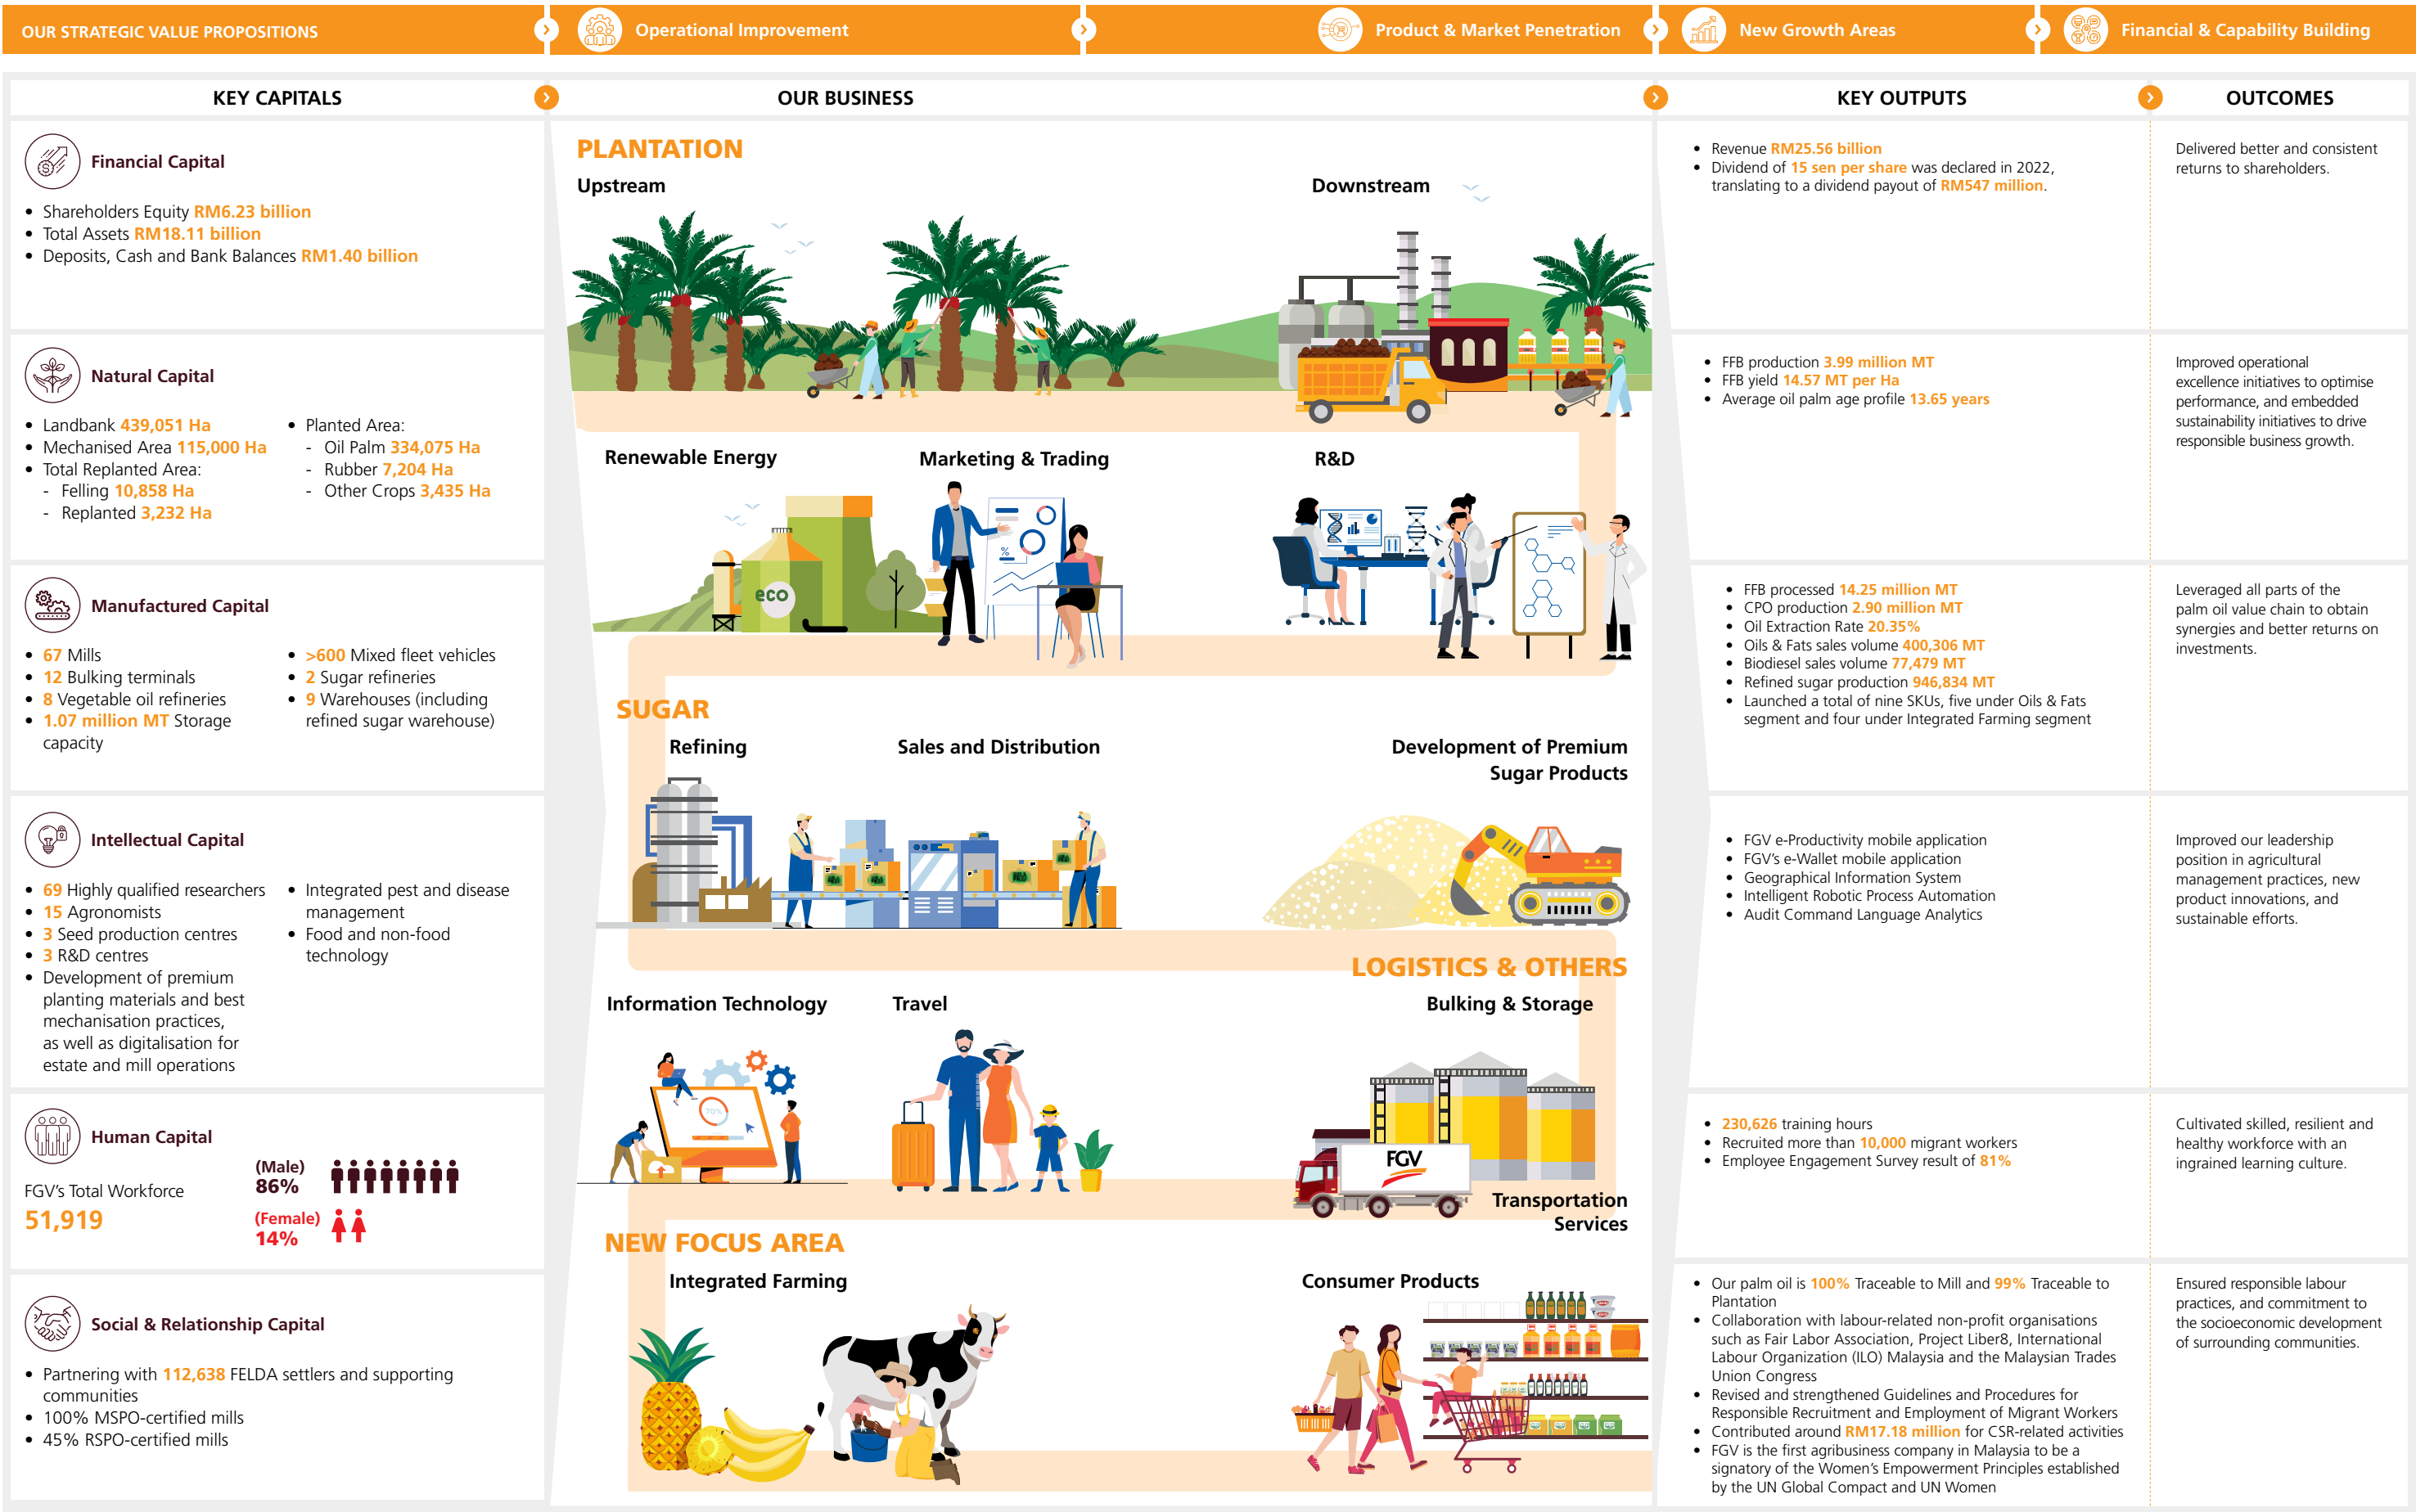 OUR STRATEGIC VALUE PROPOSITIONS
Operational Improvement
Product & Market Penetration
New Growth Areas
Financial & Capability Building
KEY CAPITALS
OUR BUSINESS
KEY OUTPUTS
OUTCOMES
Financial Capital
• Shareholders Equity RM6.23 billion
• Total Assets RM18.11 billion
• Deposits, Cash and Bank Balances RM1.40 billion
Natural Capital
• Landbank 439,051 Ha
• Mechanised Area 115,000 Ha
• Total Replanted Area:
- Felling 10,858 Ha
- Replanted 3,232 Ha
• Planted Area:
- Oil Palm 334,075 Ha
- Rubber 7,204 Ha
- Other Crops 3,435 Ha
Manufactured Capital
• 67 Mills
• 12 Bulking terminals
• 8 Vegetable oil refineries
• 1.07 million MT Storage
capacity
• >600 Mixed fleet vehicles
• 2 Sugar refineries
• 9 Warehouses (including
refined sugar warehouse)
Intellectual Capital
• 69 Highly qualified researchers
• 15 Agronomists
• 3 Seed production centres
• 3 R&D centres
• Development of premium
planting materials and best
mechanisation practices,
as well as digitalisation for
estate and mill operations
• Integrated pest and disease
management
• Food and non-food
technology
Human Capital
FGV's Total Workforce
51,919
(Male)
86%
(Female)
14%
Social & Relationship Capital
• Partnering with 112,638 FELDA settlers and supporting
communities
• 100% MSPO-certified mills
• 45% RSPO-certified mills
PLANTATION
Upstream
Downstream
Renewable Energy
Marketing & Trading
R&D
eco
%
SUGAR
Refining
Sales and Distribution
Development of Premium
Sugar Products
LOGISTICS & OTHERS
Information Technology
Travel
Bulking & Storage
70%
FGV
Transportation
Services
NEW FOCUS AREA
Integrated Farming
Consumer Products
• Revenue RM25.56 billion
• Dividend of 15 sen per share was declared in 2022,
translating to a dividend payout of RM547 million.
• FFB production 3.99 million MT
• FFB yield 14.57 MT per Ha
• Average oil palm age profile 13.65 years
• FFB processed 14.25 million MT
• CPO production 2.90 million MT
• Oil Extraction Rate 20.35%
• Oils & Fats sales volume 400,306 MT
• Biodiesel sales volume 77,479 MT
• Refined sugar production 946,834 MT
• Launched a total of nine SKUs, five under Oils & Fats
segment and four under Integrated Farming segment
• FGV e-Productivity mobile application
• FGV's e-Wallet mobile application
• Geographical Information System
• Intelligent Robotic Process Automation
• Audit Command Language Analytics
• 230,626 training hours
• Recruited more than 10,000 migrant workers
• Employee Engagement Survey result of 81%
• Our palm oil is 100% Traceable to Mill and 99% Traceable to
Plantation
• Collaboration with labour-related non-profit organisations
such as Fair Labor Association, Project Liber8, International
Labour Organization (ILO) Malaysia and the Malaysian Trades
Union Congress
• Revised and strengthened Guidelines and Procedures for
Responsible Recruitment and Employment of Migrant Workers
• Contributed around RM17.18 million for CSR-related activities
• FGV is the first agribusiness company in Malaysia to be a
signatory of the Women's Empowerment Principles established
by the UN Global Compact and UN Women
Delivered better and consistent
returns to shareholders.
Improved operational
excellence initiatives to optimise
performance, and embedded
sustainability initiatives to drive
responsible business growth.
Leveraged all parts of the
palm oil value chain to obtain
synergies and better returns on
investments.
Improved our leadership
position in agricultural
management practices, new
product innovations, and
sustainable efforts.
Cultivated skilled, resilient and
healthy workforce with an
ingrained learning culture.
Ensured responsible labour
practices, and commitment to
the socioeconomic development
of surrounding communities.